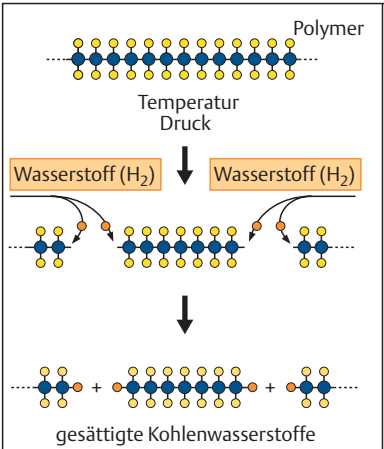 Polymer
Temperatur
Druck
Wasserstoff (H₂) Wasserstoff (H₂)
+ +
gesättigte Kohlenwasserstoffe